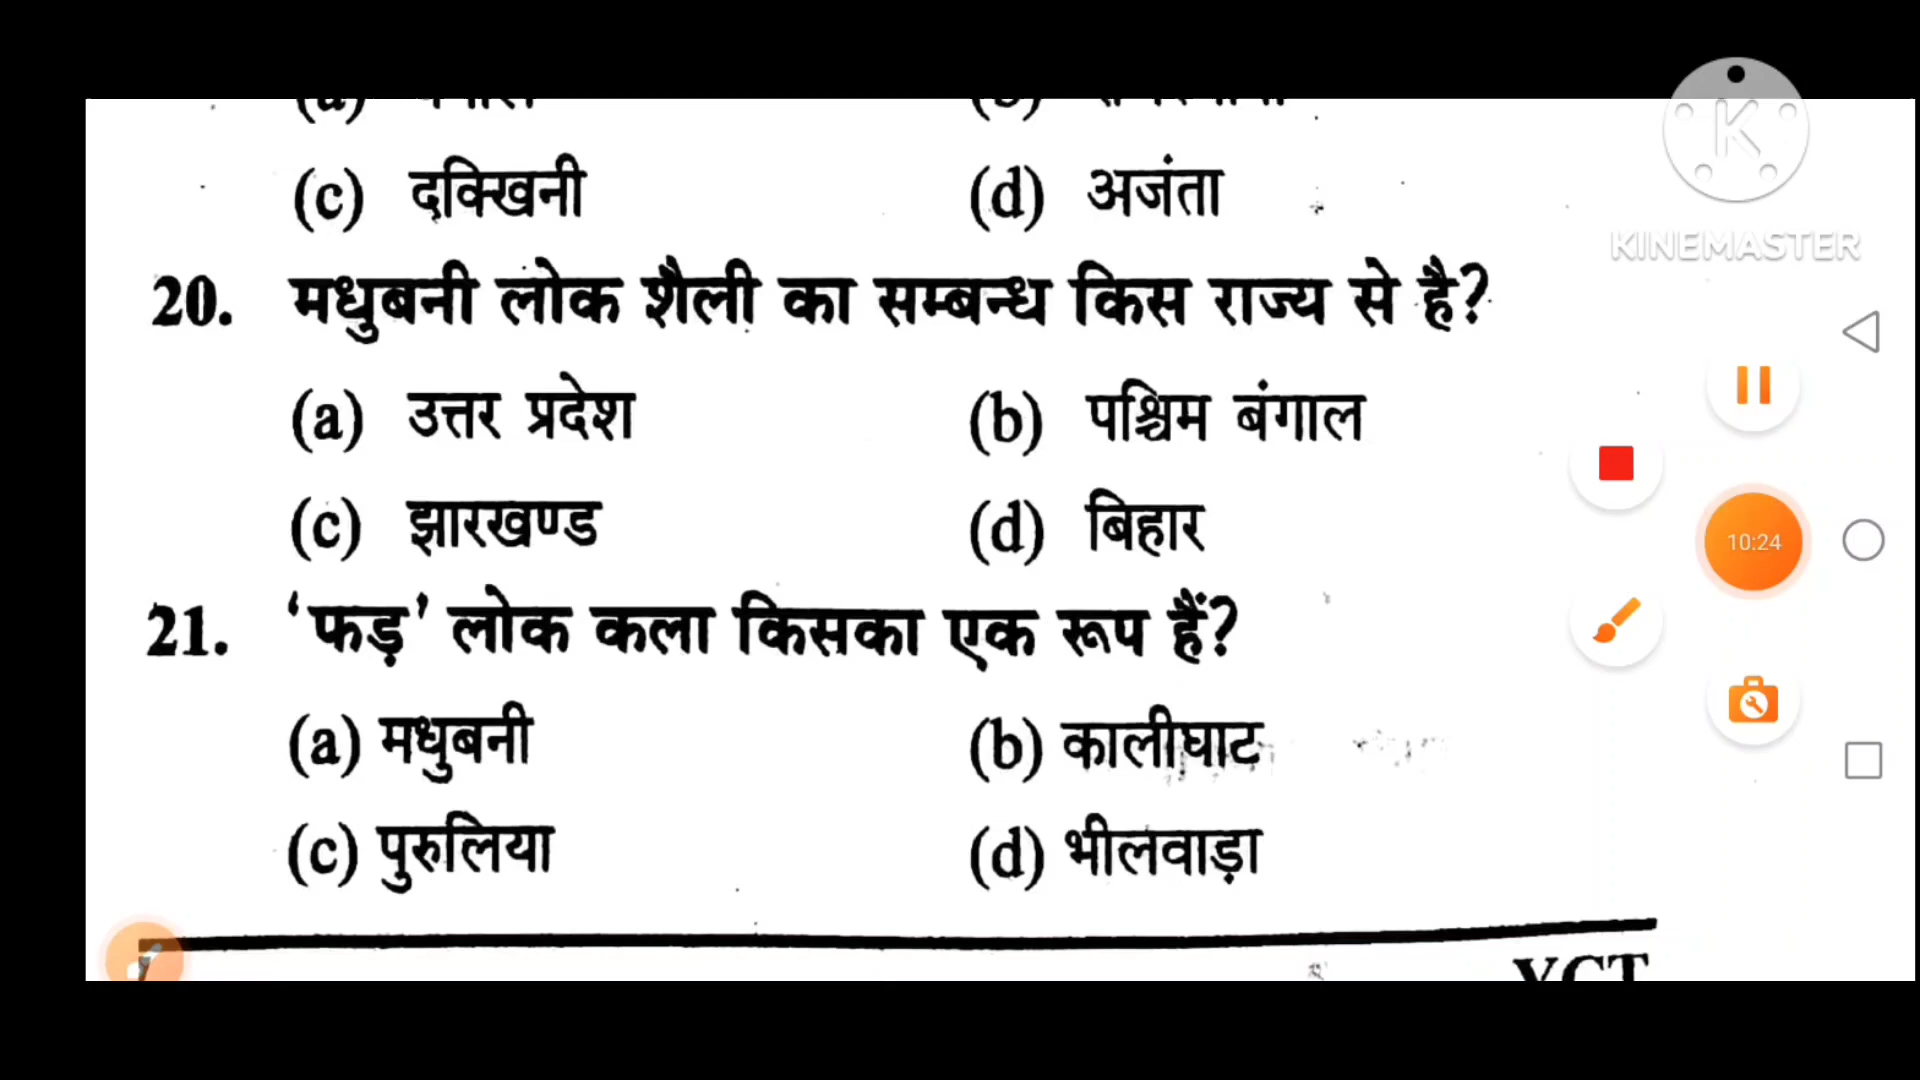 (c) दक्खिनी (d) अजंता
KINEMASTER
20. मधुबनी लोक शैली का सम्बन्ध किस राज्य से है?
(a) उत्तर प्रदेश (b) पश्चिम बंगाल
(c) झारखण्ड (d) बिहार
10:24
21. ‘फड़’ लोक कला किसका एक रूप हैं?
(a) मधुबनी (b) कालीघाट
(c) पुरुलिया (d) भीलवाड़ा
YCT